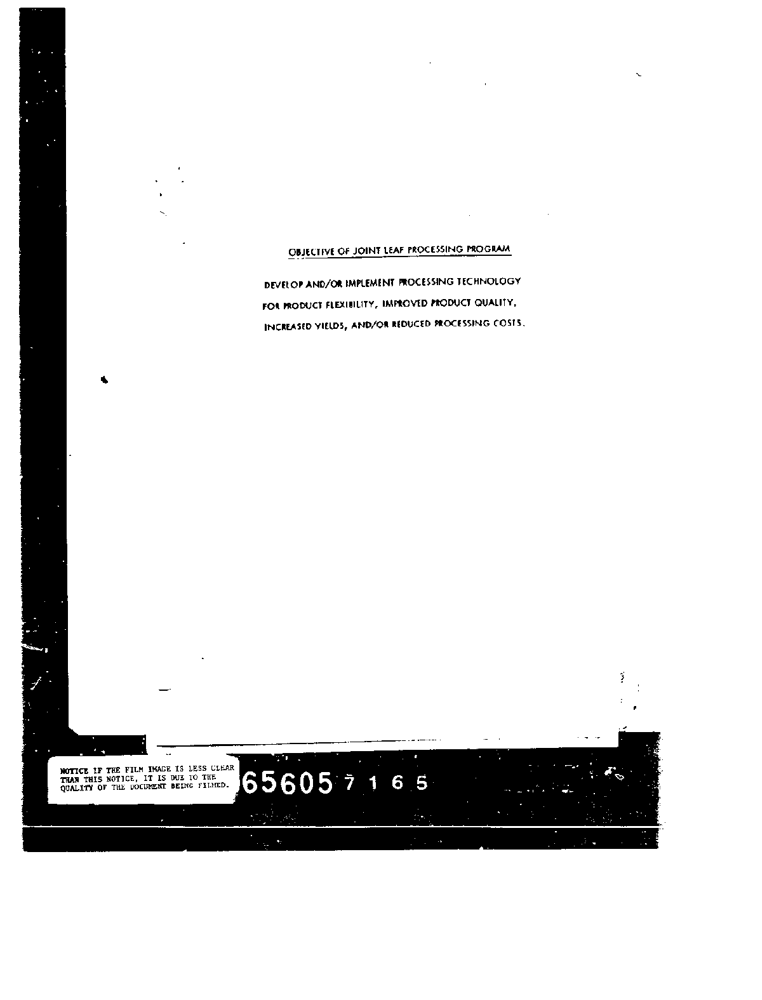 OBJECTIVE OF JOINT LEAF PROCESSING PROGRAM
DEVELOP AND/OR IMPLEMENT PROCESSING TECHNOLOGY
FOR PRODUCT FLEXIBILITY, IMPROVED PRODUCT QUALITY,
INCREASED YIELDS, AND/OR REDUCED PROCESSING COSTS.
NOTICE IF THE FILM IMAGE IS LESS CLEAR
THAN THIS NOTICE, IT IS DUE TO THE
QUALITY OF THE DOCUMENT BEING FILMED.
65605 7165